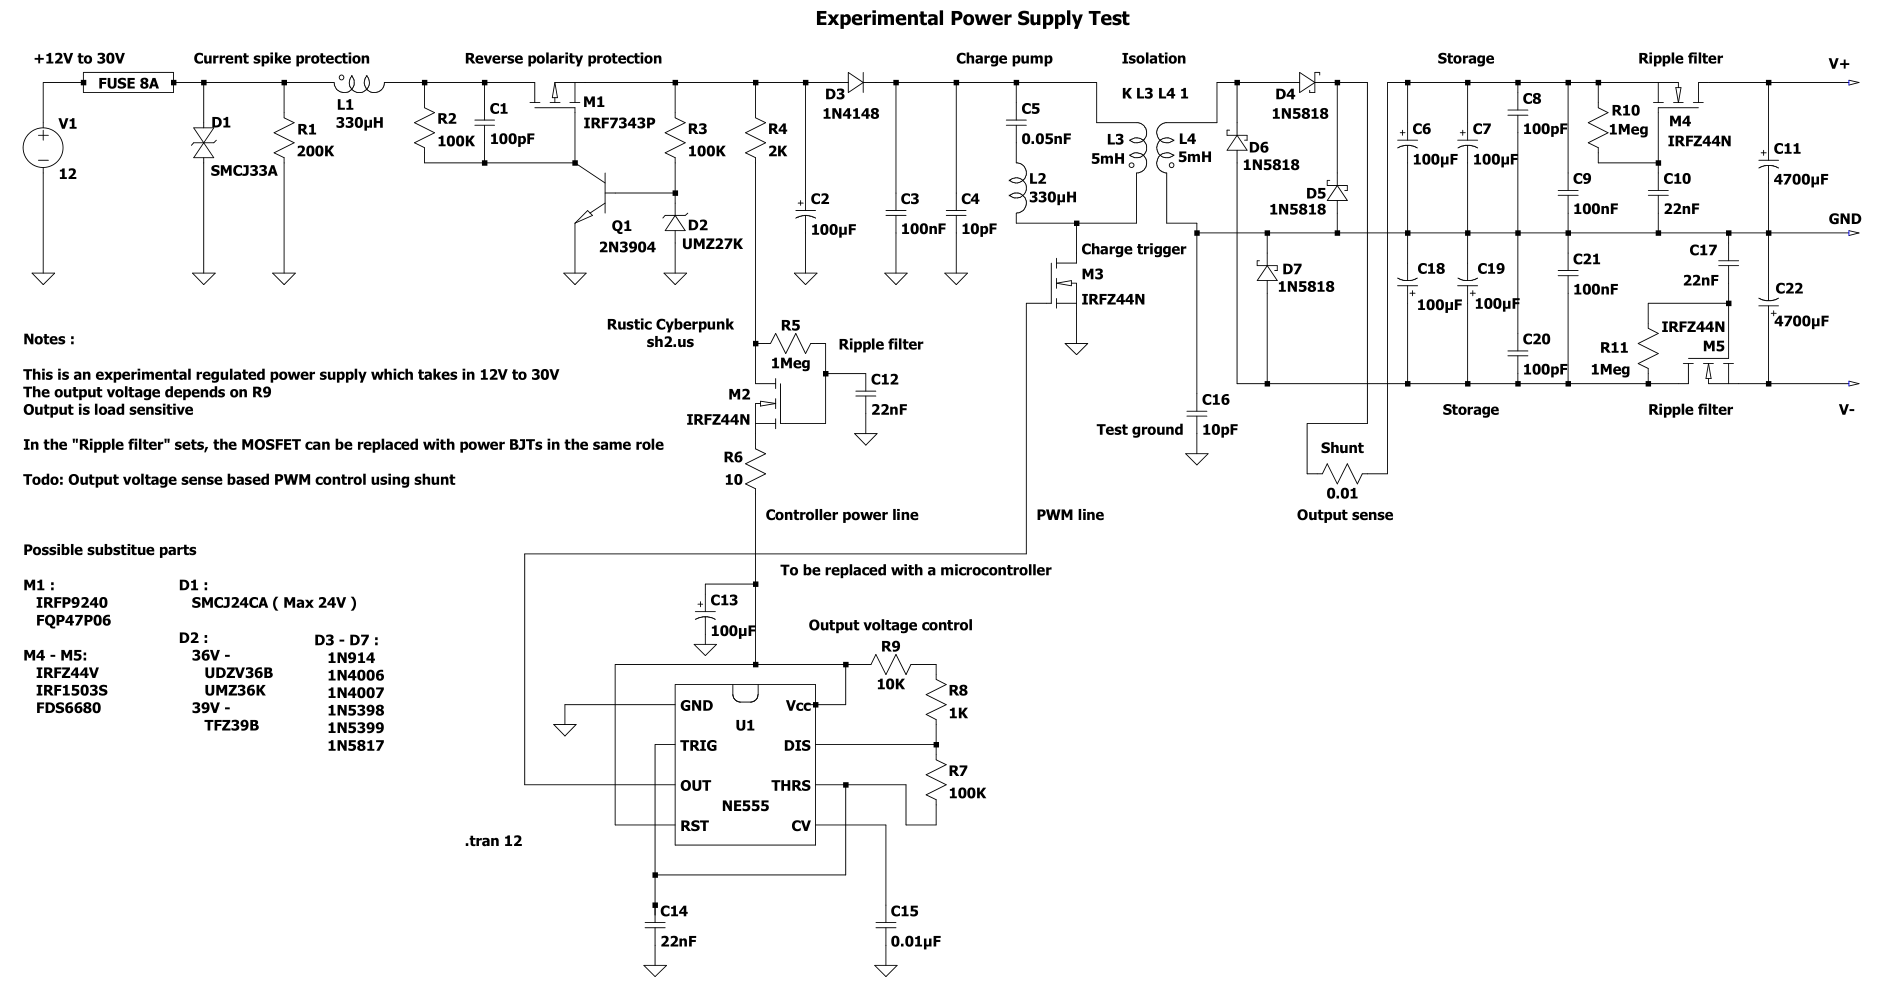 Experimental Power Supply Test
+12V to 30V
Current spike protection
Reverse polarity protection
Charge pump
Isolation
Storage
Ripple filter
V+
FUSE 8A
V1
12
D1
SMCJ33A
R1
200K
L1
330µH
R2
100K
C1
100pF
M1
IRF7343P
Q1
2N3904
R3
100K
D2
UMZ27K
R4
2K
D3
1N4148
C2
100µF
C3
100nF
C4
10pF
C5
0.05nF
L2
330µH
K L3 L4 1
L3
5mH
L4
5mH
Charge trigger
M3
IRFZ44N
D4
1N5818
D6
1N5818
D5
1N5818
D7
1N5818
C6
100µF
C7
100µF
C8
100pF
C9
100nF
R10
1Meg
M4
IRFZ44N
C10
22nF
C11
4700µF
GND
C18
100µF
C19
100µF
C20
100pF
C21
100nF
C17
22nF
IRFZ44N
M5
R11
1Meg
C22
4700µF
Storage
Ripple filter
V-
C16
10pF
Test ground
Shunt
0.01
Output sense
Rustic Cyberpunk
sh2.us
R5
1Meg
Ripple filter
M2
IRFZ44N
C12
22nF
R6
10
Controller power line
PWM line
To be replaced with a microcontroller
Notes :
This is an experimental regulated power supply which takes in 12V to 30V
The output voltage depends on R9
Output is load sensitive
In the "Ripple filter" sets, the MOSFET can be replaced with power BJTs in the same role
Todo: Output voltage sense based PWM control using shunt
Possible substitue parts
M1 :
IRFP9240
FQP47P06
M4 - M5:
IRFZ44V
IRF1503S
FDS6680
D1 :
SMCJ24CA ( Max 24V )
D2 :
36V -
UDZV36B
UMZ36K
39V -
TFZ39B
D3 - D7 :
1N914
1N4006
1N4007
1N5398
1N5399
1N5817
C13
100µF
Output voltage control
R9
10K
R8
1K
R7
100K
GND
TRIG
OUT
RST
U1
NE555
Vcc
DIS
THRS
CV
.tran 12
C14
22nF
C15
0.01µF